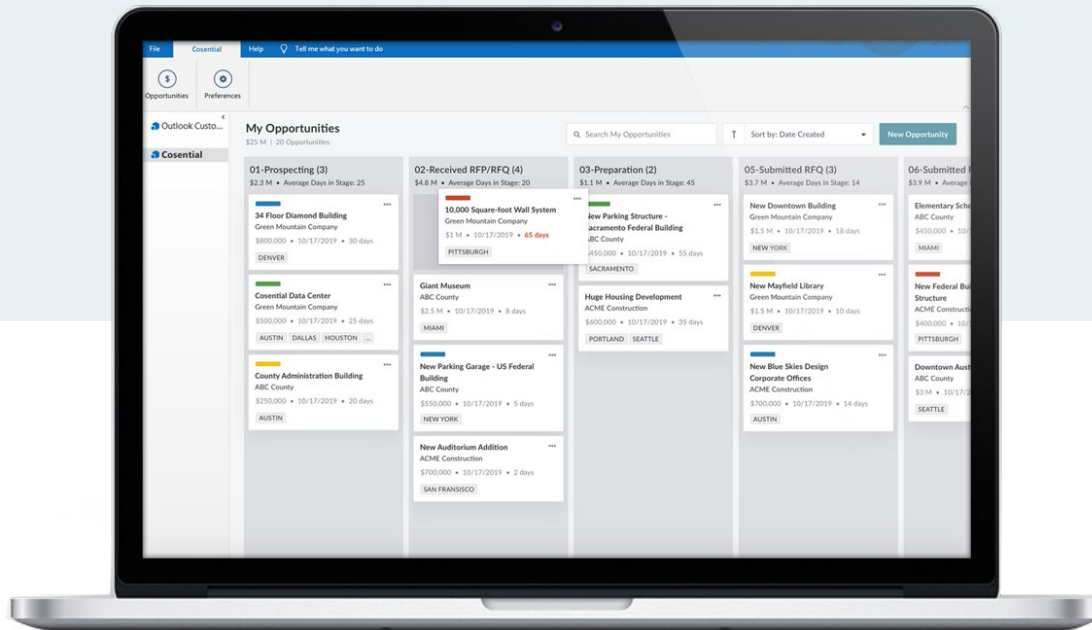 File Cosential Help Tell me what you want to do
Opportunities Preferences
Outlook Custo...
Cosential
My Opportunities
$25 M | 20 Opportunities
Search My Opportunities
Sort by: Date Created
New Opportunity
01-Prospecting (3)
$2.3 M • Average Days in Stage: 25
34 Floor Diamond Building
Green Mountain Company
$800,000 • 10/17/2019 • 30 days
DENVER
Cosential Data Center
Green Mountain Company
$500,000 • 10/17/2019 • 25 days
AUSTIN DALLAS HOUSTON ...
County Administration Building
ABC County
$250,000 • 10/17/2019 • 20 days
AUSTIN
02-Received RFP/RFQ (4)
$4.8 M • Average Days in Stage: 20
10,000 Square-foot Wall System
Green Mountain Company
$1 M • 10/17/2019 • 65 days
PITTSBURGH
Giant Museum
ABC County
$2.5 M • 10/17/2019 • 8 days
MIAMI
New Parking Garage - US Federal
Building
ABC County
$550,000 • 10/17/2019 • 5 days
NEW YORK
New Auditorium Addition
ACME Construction
$700,000 • 10/17/2019 • 2 days
SAN FRANSISCO
03-Preparation (2)
$1.1 M • Average Days in Stage: 45
New Parking Structure -
Sacramento Federal Building
ABC County
450,000 • 10/17/2019 • 55 days
SACRAMENTO
Huge Housing Development
ACME Construction
$600,000 • 10/17/2019 • 35 days
PORTLAND SEATTLE
05-Submitted RFQ (3)
$3.7 M • Average Days in Stage: 14
New Downtown Building
Green Mountain Company
$1.5 M • 10/17/2019 • 18 days
NEW YORK
New Mayfield Library
Green Mountain Company
$1.5 M • 10/17/2019 • 10 days
DENVER
New Blue Skies Design
Corporate Offices
ACME Construction
$700,000 • 10/17/2019 • 14 days
AUSTIN
06-Submitted
$3.9 M • Average
Elementary Scho
ABC County
$450,000 • 10/
MIAMI
New Federal Bui
Structure
ACME Constructi
$400,000 • 10/
PITTSBURGH
Downtown Aust
ABC County
$3 M • 10/17/2
SEATTLE